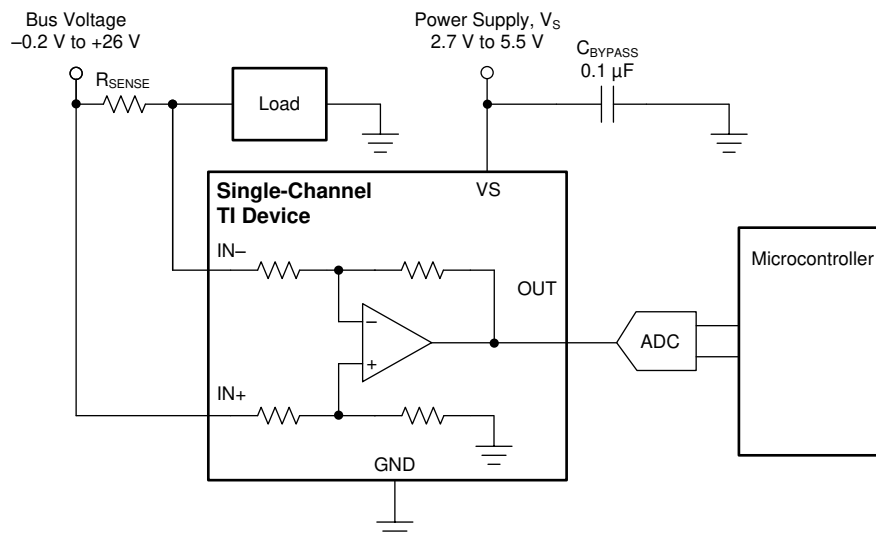 Bus Voltage
–0.2 V to +26 V
Power Supply, VS
2.7 V to 5.5 V
CBYPASS
0.1 µF
RSENSE
Load
Single-Channel
TI Device
VS
IN–
OUT
Microcontroller
–
+
ADC
IN+
GND